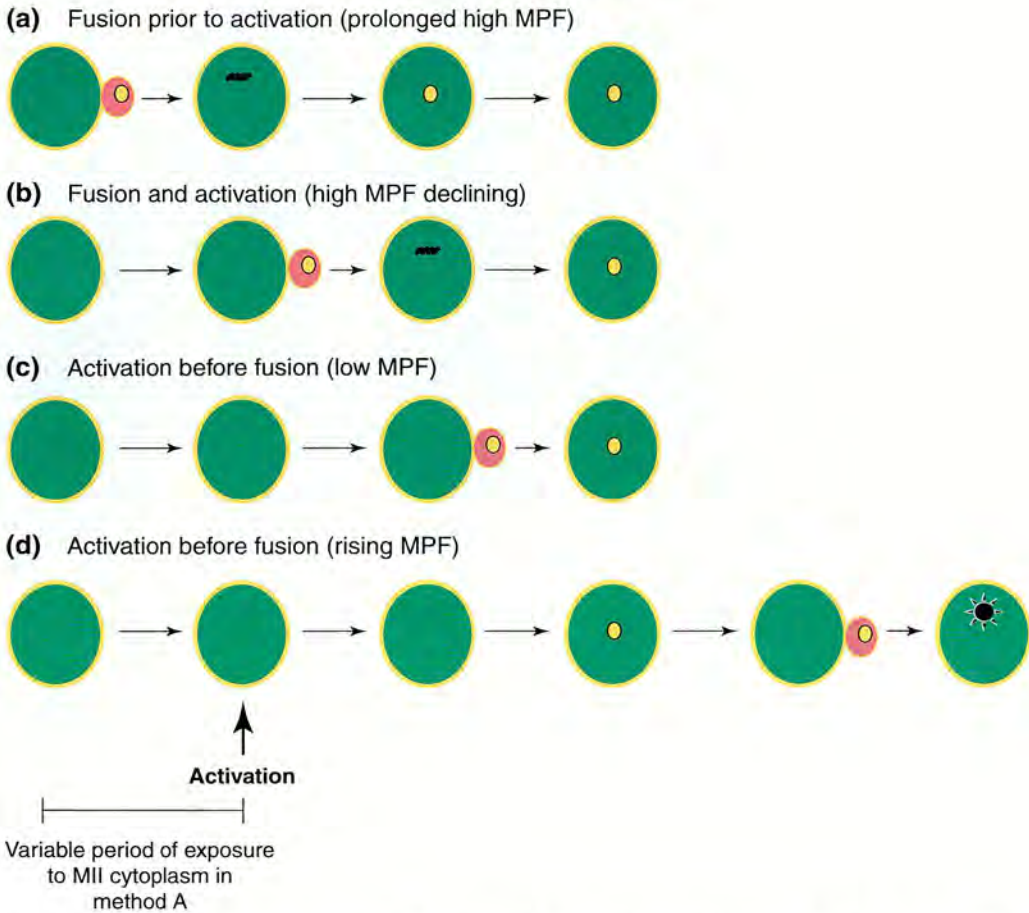 (a) Fusion prior to activation (prolonged high MPF)
(b) Fusion and activation (high MPF declining)
(c) Activation before fusion (low MPF)
(d) Activation before fusion (rising MPF)
Activation
Variable period of exposure
to MII cytoplasm in
method A